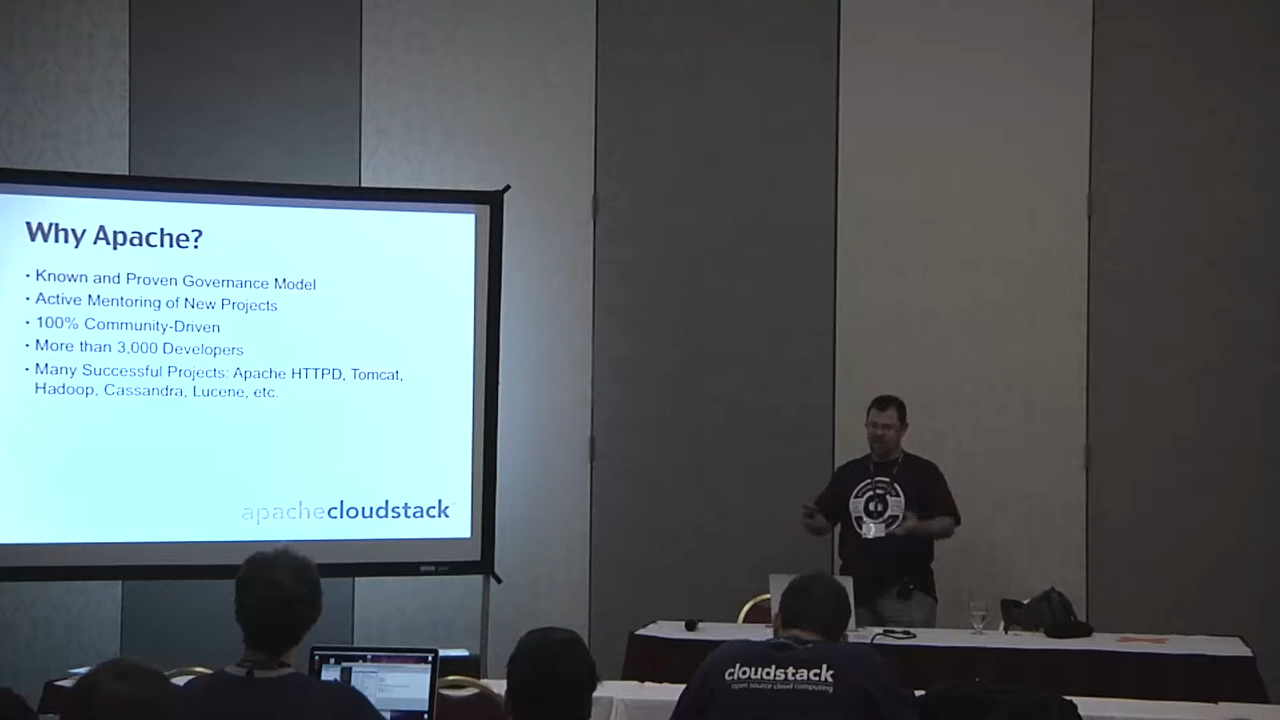 Why Apache?
• Known and Proven Governance Model
• Active Mentoring of New Projects
• 100% Community-Driven
• More than 3,000 Developers
• Many Successful Projects: Apache HTTPD, Tomcat,
Hadoop, Cassandra, Lucene, etc.
apachecloudstack
cloudstack
open source cloud computing